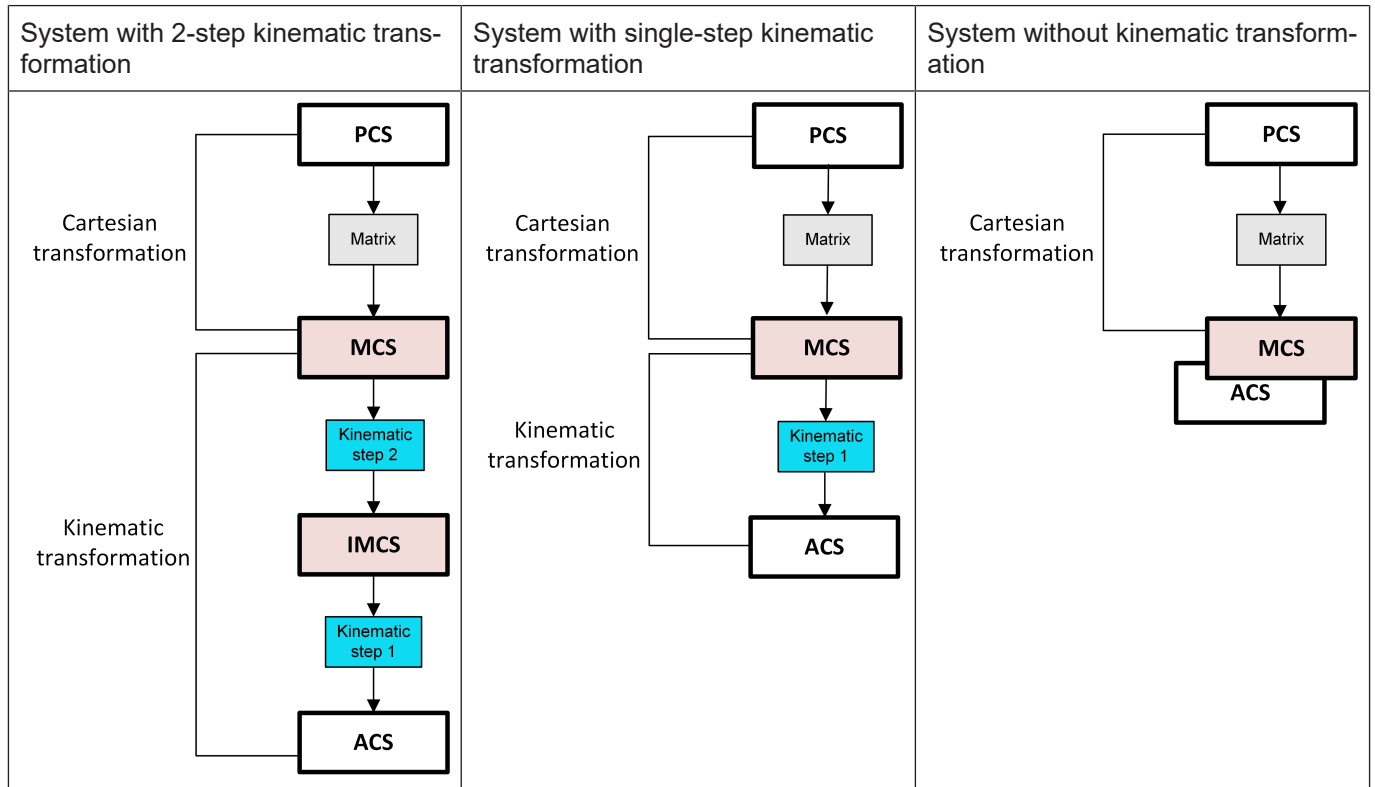 System with 2-step kinematic trans-
formation
System with single-step kinematic
transformation
System without kinematic transform-
ation
PCS
Cartesian
transformation
Matrix
MCS
Kinematic
step 2
Kinematic
transformation
IMCS
Kinematic
step 1
ACS
PCS
Cartesian
transformation
Matrix
MCS
Kinematic
transformation
Kinematic
step 1
ACS
PCS
Cartesian
transformation
Matrix
MCS
ACS